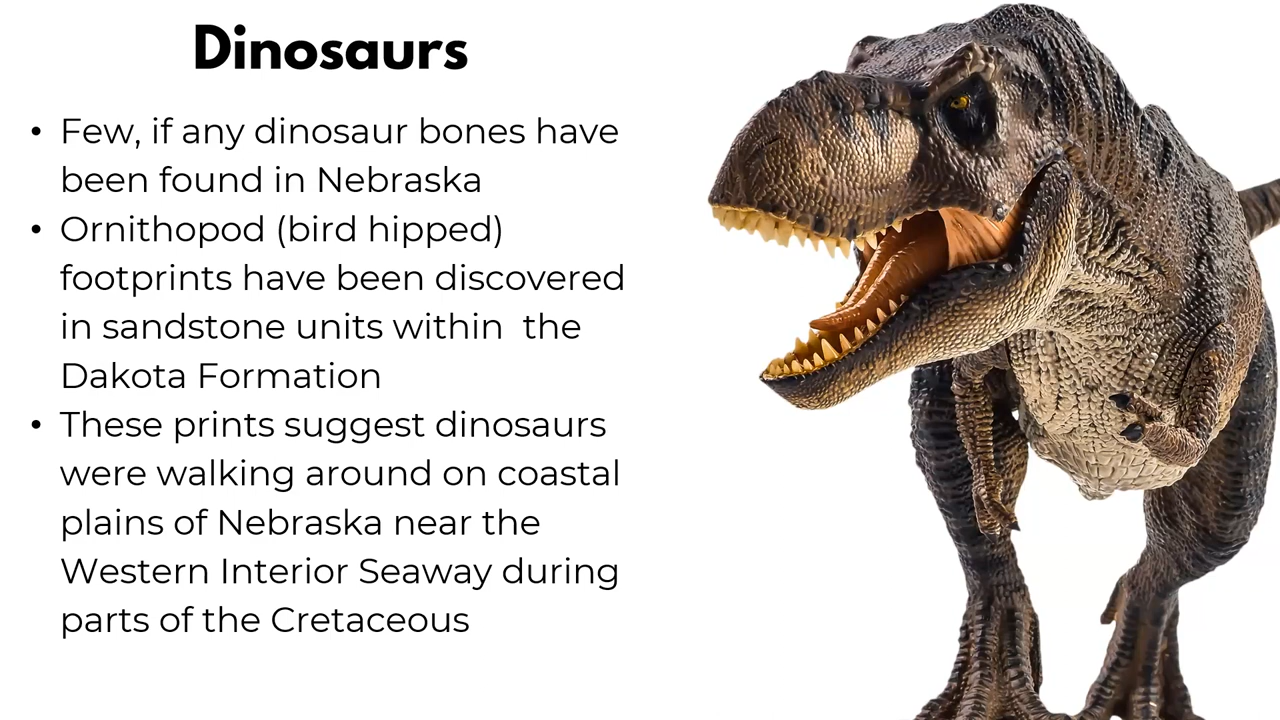 Dinosaurs
• Few, if any dinosaur bones have
been found in Nebraska
• Ornithopod (bird hipped)
footprints have been discovered
in sandstone units within  the
Dakota Formation
• These prints suggest dinosaurs
were walking around on coastal
plains of Nebraska near the
Western Interior Seaway during
parts of the Cretaceous